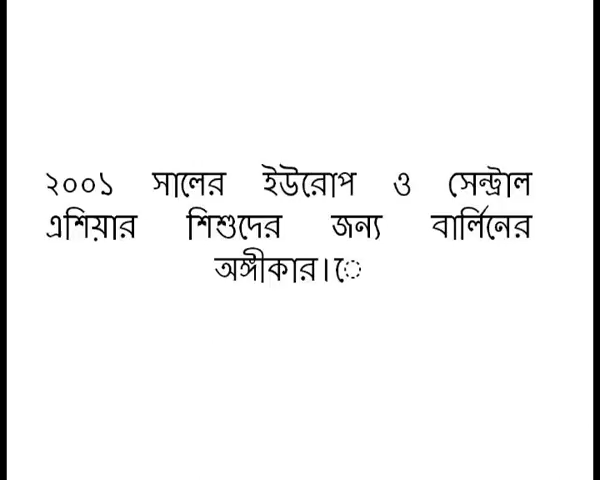 ২০০১ সালের ইউরোপ ও সেন্ট্রাল
এশিয়ার শিশুদের জন্য বার্লিনের
অঙ্গীকার।ে